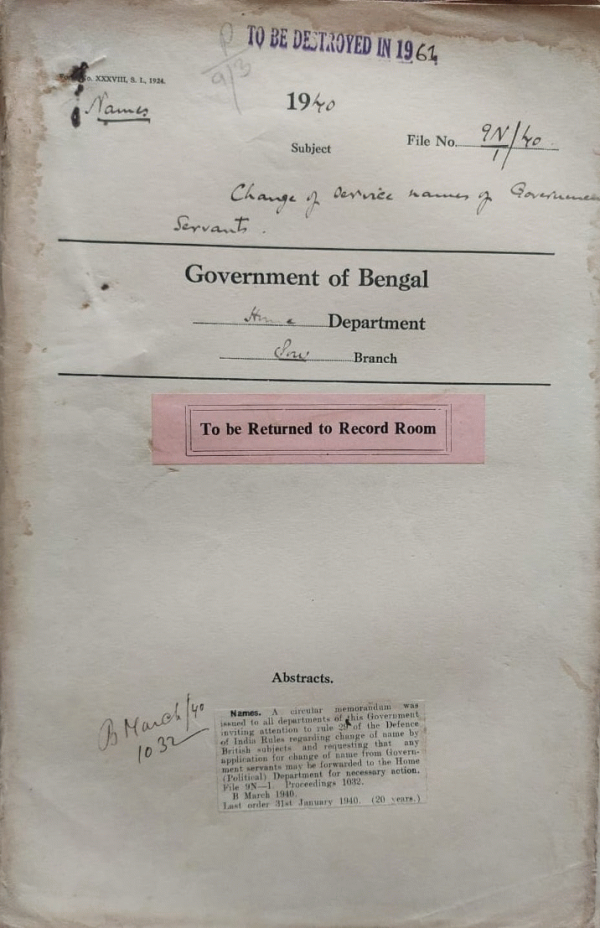 TO BE DESTROYED IN 1961
P
9/3
o. XXXVIII, S. I., 1924.
Names
1940
File No. 9N/1/40
Subject
Change of service names of Governmen
Servants.
Government of Bengal
Home Department
Branch
To be Returned to Record Room
Abstracts.
B March/40
1032
Names. A circular memorandum was
issued to all departments of this Government
inviting attention to rule 29 of the Defence
of India Rules regarding change of name by
British subjects and requesting that any
application for change of name from Govern-
ment servants may be forwarded to the Home
(Political) Department for necessary action.
File 9N—1. Proceedings 1032.
B March 1940.
Last order 31st January 1940. (20 years.)